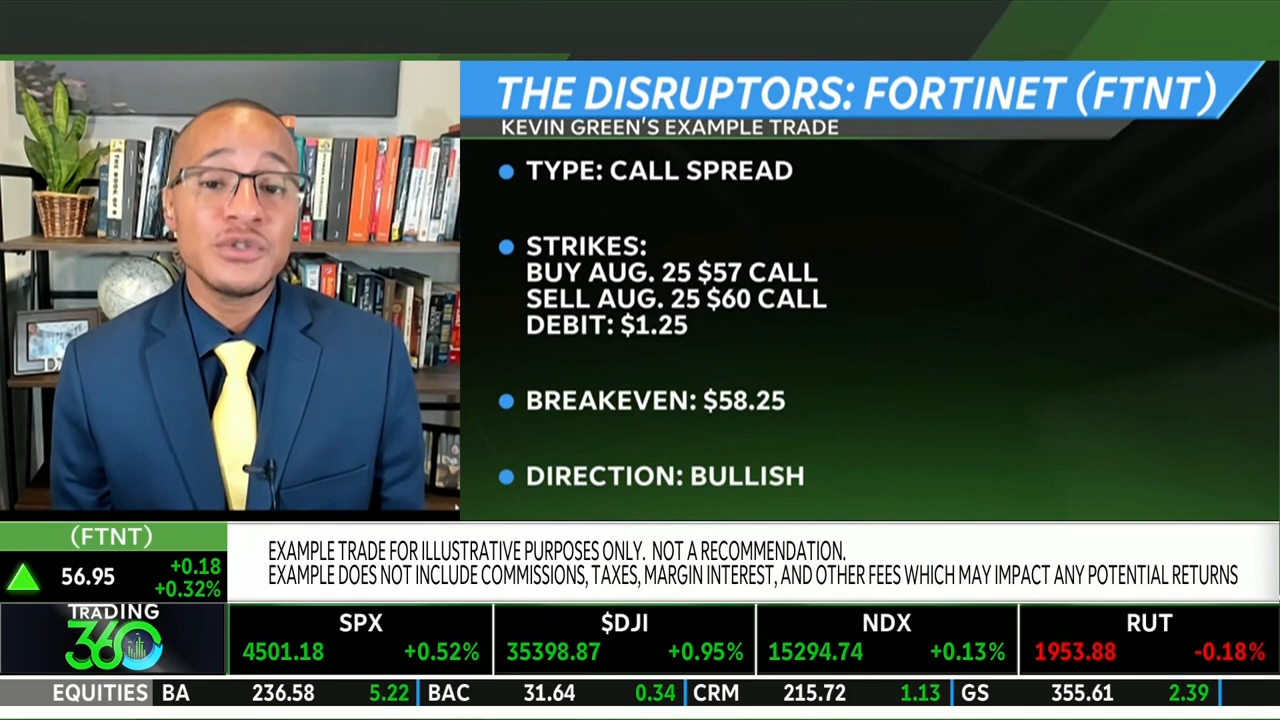 THE DISRUPTORS: FORTINET (FTNT)
KEVIN GREEN'S EXAMPLE TRADE
TYPE: CALL SPREAD
STRIKES:
BUY AUG. 25 $57 CALL
SELL AUG. 25 $60 CALL
DEBIT: $1.25
BREAKEVEN: $58.25
DIRECTION: BULLISH
(FTNT)
56.95
+0.18
+0.32%
EXAMPLE TRADE FOR ILLUSTRATIVE PURPOSES ONLY. NOT A RECOMMENDATION.
EXAMPLE DOES NOT INCLUDE COMMISSIONS, TAXES, MARGIN INTEREST, AND OTHER FEES WHICH MAY IMPACT ANY POTENTIAL RETURNS
TRADING
360
SPX
4501.18 +0.52%
$DJI
35398.87 +0.95%
NDX
15294.74 +0.13%
RUT
1953.88 -0.18%
EQUITIES BA 236.58 5.22 BAC 31.64 0.34 CRM 215.72 1.13 GS 355.61 2.39